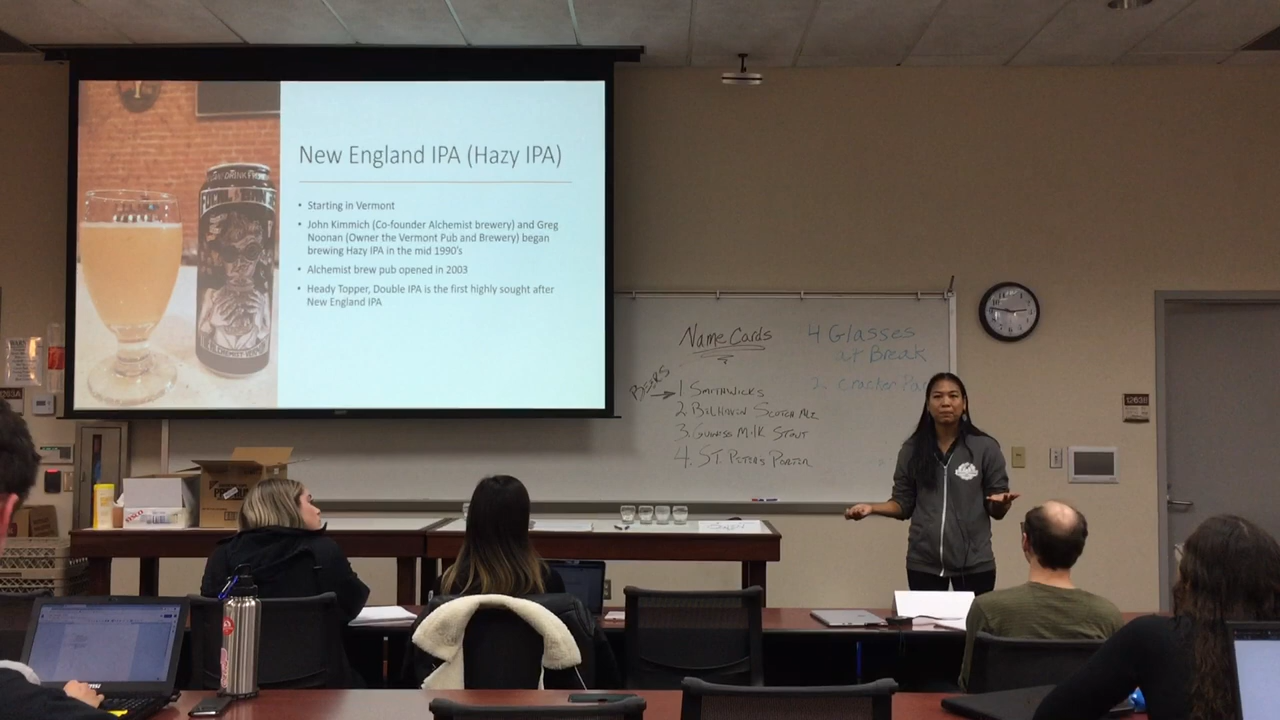 New England IPA (Hazy IPA)
• Starting in Vermont
• John Kimmich (Co-founder Alchemist brewery) and Greg
Noonan (Owner the Vermont Pub and Brewery) began
brewing Hazy IPA in the mid 1990's
• Alchemist brew pub opened in 2003
• Heady Topper, Double IPA is the first highly sought after
New England IPA
Name Cards
4 Glasses
at Break
BEERS
1 SMITHWICKS
2.
2. BELHAVEN SCOTCH ALE
3. GUINESS MILK STOUT
4. ST. PETERS PORTER